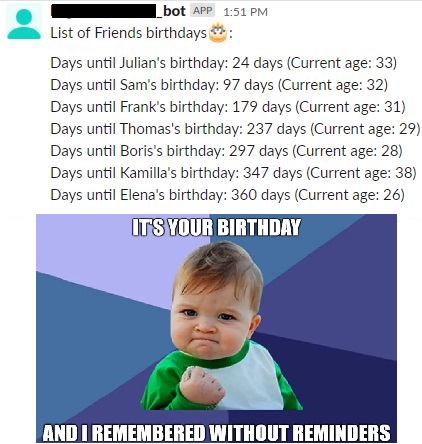 _bot APP 1:51 PM
List of Friends birthdays🎂:
Days until Julian's birthday: 24 days (Current age: 33)
Days until Sam's birthday: 97 days (Current age: 32)
Days until Frank's birthday: 179 days (Current age: 31)
Days until Thomas's birthday: 237 days (Current age: 29)
Days until Boris's birthday: 297 days (Current age: 28)
Days until Kamilla's birthday: 347 days (Current age: 38)
Days until Elena's birthday: 360 days (Current age: 26)
IT'S YOUR BIRTHDAY
AND I REMEMBERED WITHOUT REMINDERS